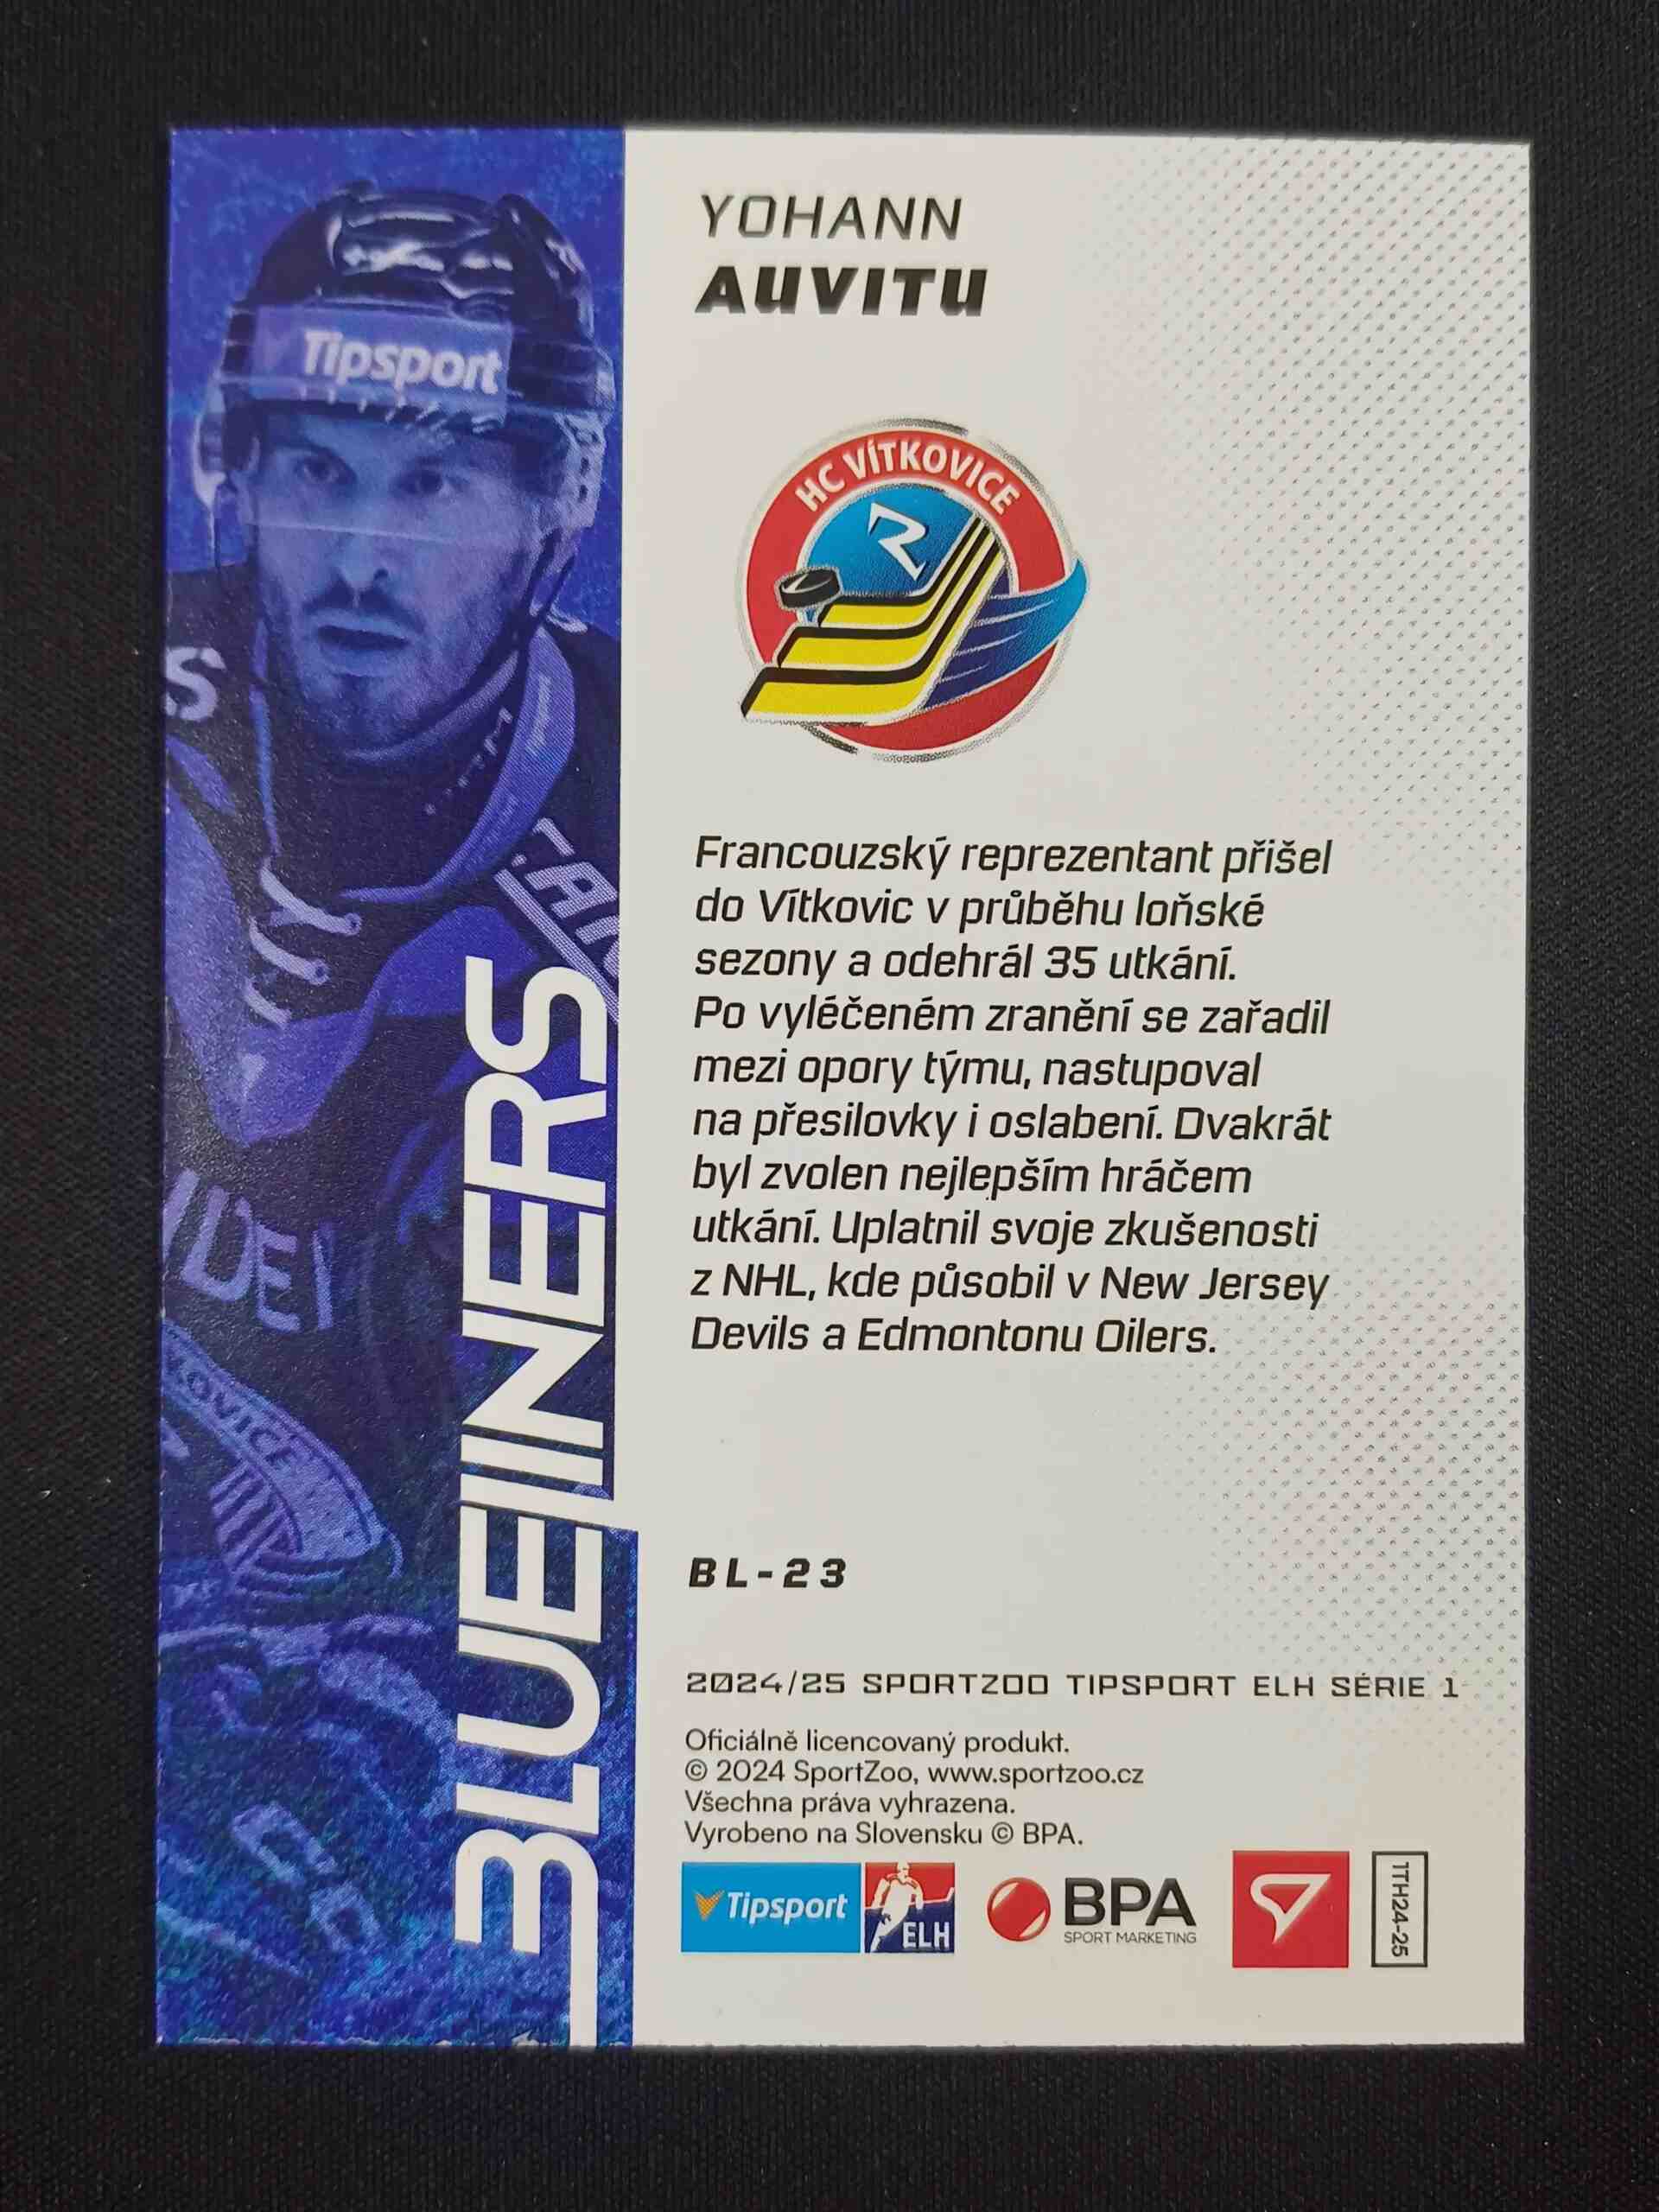 YOHANN
AUVITU
HC VÍTKOVICE
Tipsport
S
BLUELINERS
Francouzský reprezentant přišel
do Vítkovic v průběhu loňské
sezony a odehrál 35 utkání.
Po vyléčeném zranění se zařadil
mezi opory týmu, nastupoval
na přesilovky i oslabení. Dvakrát
byl zvolen nejlepším hráčem
utkání. Uplatnil svoje zkušenosti
z NHL, kde působil v New Jersey
Devils a Edmontonu Oilers.
BL-23
2024/25 SPORTZOO TIPSPORT ELH SÉRIE 1
Oficiálně licencovaný produkt.
© 2024 SportZoo, www.sportzoo.cz
Všechna práva vyhrazena.
Vyrobeno na Slovensku © BPA.
Tipsport
ELH
BPA
SPORT MARKETING
1TH24-25